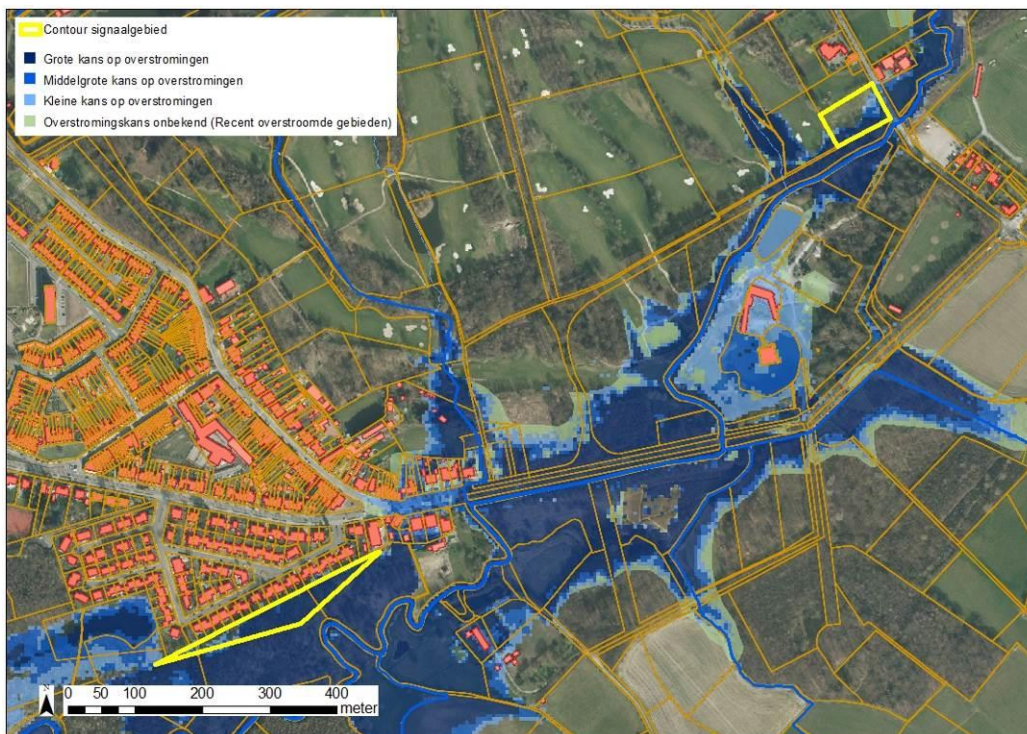 Contour signaalgebied
Grote kans op overstromingen
Middelgrote kans op overstromingen
Kleine kans op overstromingen
Overstromingskans onbekend (Recent overstroomde gebieden)
N
0 50 100 200 300 400
meter